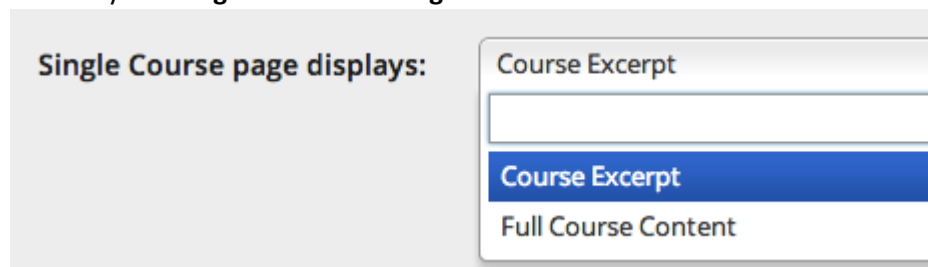 Single Course page displays:
Course Excerpt
Course Excerpt
Full Course Content